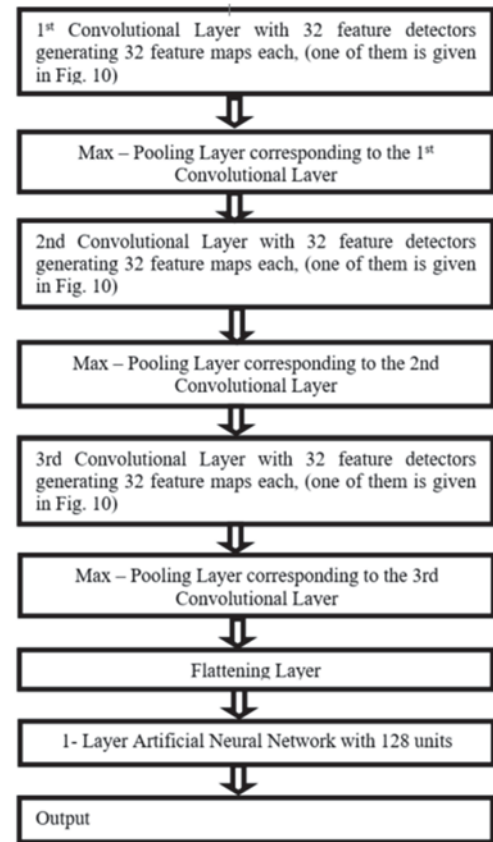 1st Convolutional Layer with 32 feature detectors
generating 32 feature maps each, (one of them is given
in Fig. 10)
Max – Pooling Layer corresponding to the 1st
Convolutional Layer
2nd Convolutional Layer with 32 feature detectors
generating 32 feature maps each, (one of them is given
in Fig. 10)
Max – Pooling Layer corresponding to the 2nd
Convolutional Layer
3rd Convolutional Layer with 32 feature detectors
generating 32 feature maps each, (one of them is given
in Fig. 10)
Max – Pooling Layer corresponding to the 3rd
Convolutional Layer
Flattening Layer
1- Layer Artificial Neural Network with 128 units
Output